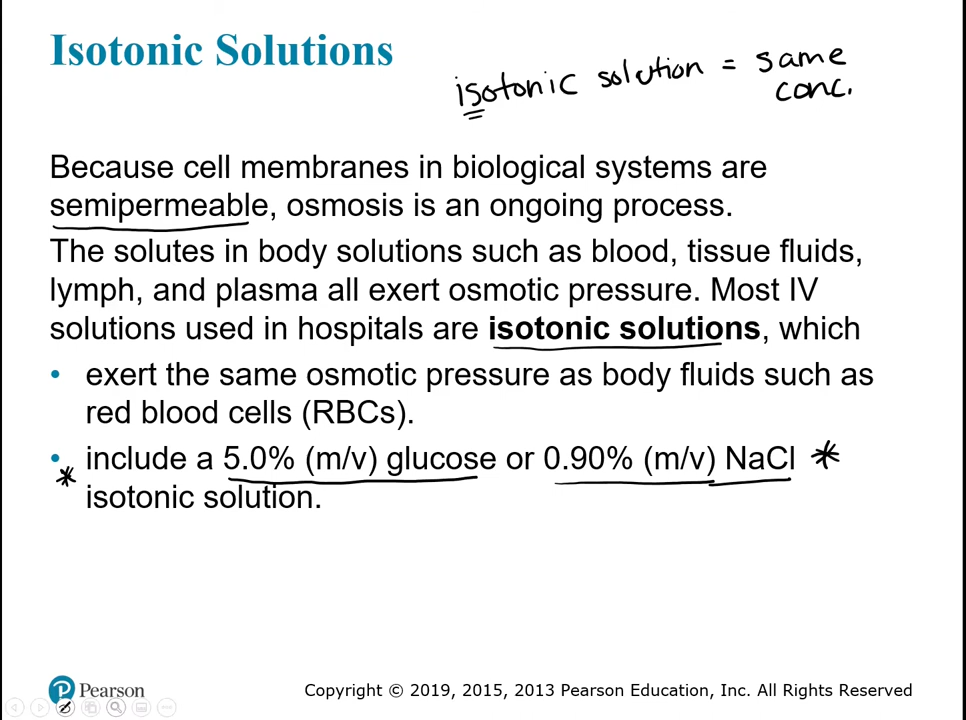 Isotonic Solutions
isotonic solution = same
conc.
Because cell membranes in biological systems are
semipermeable, osmosis is an ongoing process.
The solutes in body solutions such as blood, tissue fluids,
lymph, and plasma all exert osmotic pressure. Most IV
solutions used in hospitals are isotonic solutions, which
• exert the same osmotic pressure as body fluids such as
red blood cells (RBCs).
• include a 5.0% (m/v) glucose or 0.90% (m/v) NaCl *
* isotonic solution.
Pearson
Copyright © 2019, 2015, 2013 Pearson Education, Inc. All Rights Reserved